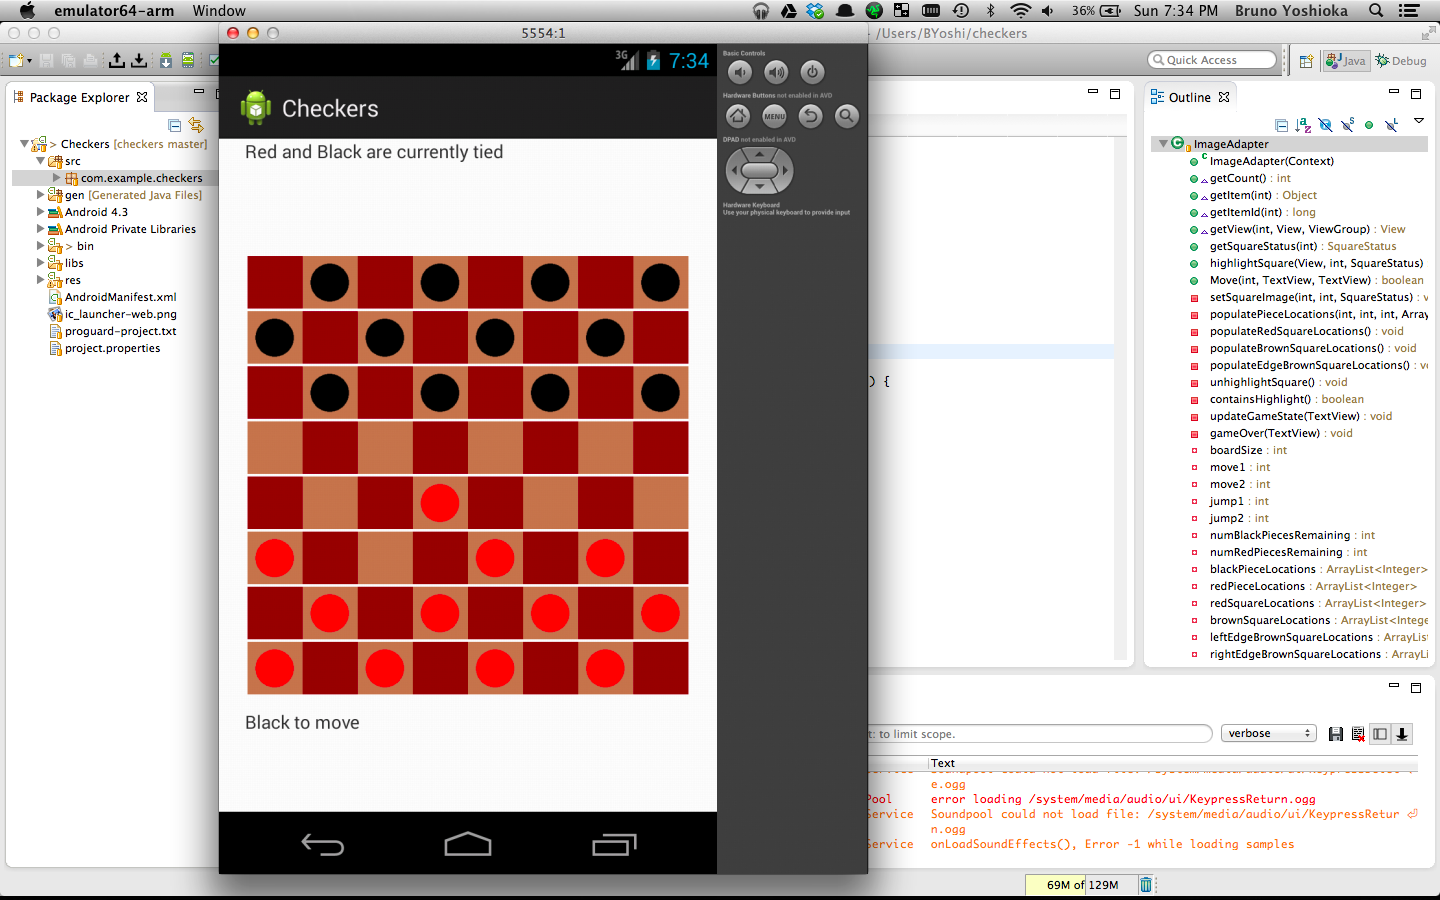 emulator64-arm Window 36% Sun 7:34 PM Bruno Yoshioka
5554:1
- /Users/BYoshi/checkers
Quick Access
Java
Debug
Package Explorer
> Checkers [checkers master]
src
com.example.checkers
gen [Generated Java Files]
Android 4.3
Android Private Libraries
> bin
libs
res
AndroidManifest.xml
ic_launcher-web.png
proguard-project.txt
project.properties
3G 7:34
Checkers
Red and Black are currently tied
Black to move
Basic Controls
Hardware Buttons not enabled in AVD
MENU
DPAD not enabled in AVD
Hardware Keyboard
Use your physical keyboard to provide input
) {
Outline
ImageAdapter
ImageAdapter(Context)
getCount() : int
getItem(int) : Object
getItemId(int) : long
getView(int, View, ViewGroup) : View
getSquareStatus(int) : SquareStatus
highlightSquare(View, int, SquareStatus)
Move(int, TextView, TextView) : boolean
setSquareImage(int, int, SquareStatus) : v
populatePieceLocations(int, int, int, Array
populateRedSquareLocations() : void
populateBrownSquareLocations() : void
populateEdgeBrownSquareLocations() : v
unhighlightSquare() : void
containsHighlight() : boolean
updateGameState(TextView) : void
gameOver(TextView) : void
boardSize : int
move1 : int
move2 : int
jump1 : int
jump2 : int
numBlackPiecesRemaining : int
numRedPiecesRemaining : int
blackPieceLocations : ArrayList<Integer>
redPieceLocations : ArrayList<Integer>
redSquareLocations : ArrayList<Integer>
brownSquareLocations : ArrayList<Intege
leftEdgeBrownSquareLocations : ArrayList
rightEdgeBrownSquareLocations : ArrayLi
t: to limit scope.
verbose
Text
e.ogg
Pool error loading /system/media/audio/ui/KeypressReturn.ogg
Service Soundpool could not load file: /system/media/audio/ui/KeypressRetur
n.ogg
Service onLoadSoundEffects(), Error -1 while loading samples
69M of 129M